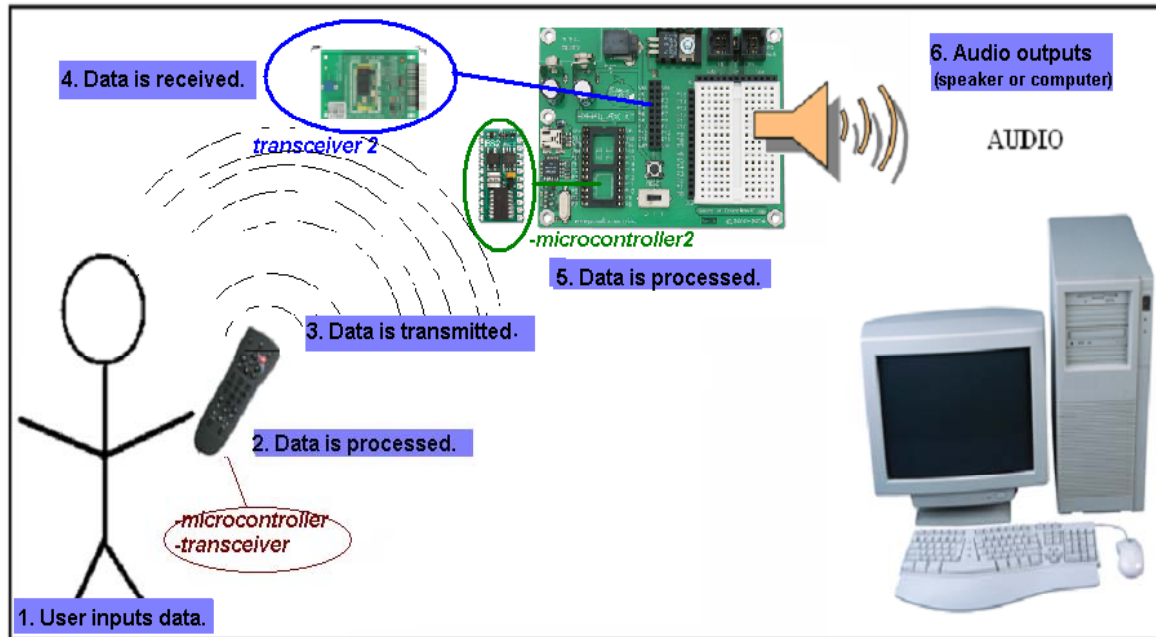 4. Data is received.
transceiver 2
6. Audio outputs
(speaker or computer)
AUDIO
-microcontroller2
5. Data is processed.
3. Data is transmitted.
2. Data is processed.
-microcontroller
-transceiver
1. User inputs data.